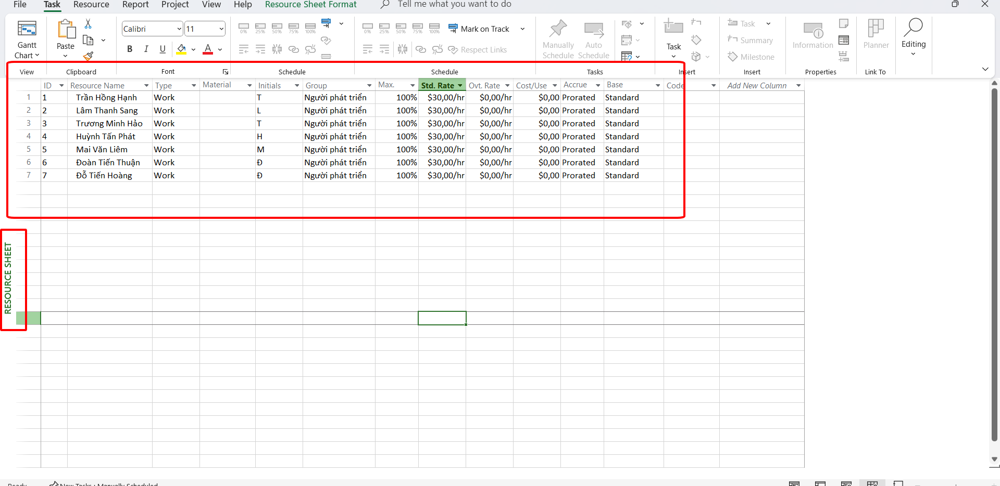 File Task Resource Report Project View Help Resource Sheet Format Tell me what you want to do
Gantt Chart
Paste
Calibri 11
B I U A
0% 25% 50% 75% 100%
0% 25% 50% 75% 100%
Mark on Track
Respect Links
Manually Schedule
Auto Schedule
Task
Task
Summary
Milestone
Information
Planner
Editing
View Clipboard Font Schedule Schedule Tasks Insert Insert Properties Link To
ID Resource Name Type Material Initials Group Max. Std. Rate Ovt. Rate Cost/Use Accrue Base Code Add New Column
1 1 Trần Hồng Hạnh Work T Người phát triển 100% $30,00/hr $0,00/hr $0,00 Prorated Standard
2 2 Lâm Thanh Sang Work L Người phát triển 100% $30,00/hr $0,00/hr $0,00 Prorated Standard
3 3 Trương Minh Hảo Work T Người phát triển 100% $30,00/hr $0,00/hr $0,00 Prorated Standard
4 4 Huỳnh Tấn Phát Work H Người phát triển 100% $30,00/hr $0,00/hr $0,00 Prorated Standard
5 5 Mai Văn Liêm Work M Người phát triển 100% $30,00/hr $0,00/hr $0,00 Prorated Standard
6 6 Đoàn Tiến Thuận Work Đ Người phát triển 100% $30,00/hr $0,00/hr $0,00 Prorated Standard
7 7 Đỗ Tiến Hoàng Work Đ Người phát triển 100% $30,00/hr $0,00/hr $0,00 Prorated Standard
RESOURCE SHEET
Ready New Tasks : Manually Scheduled